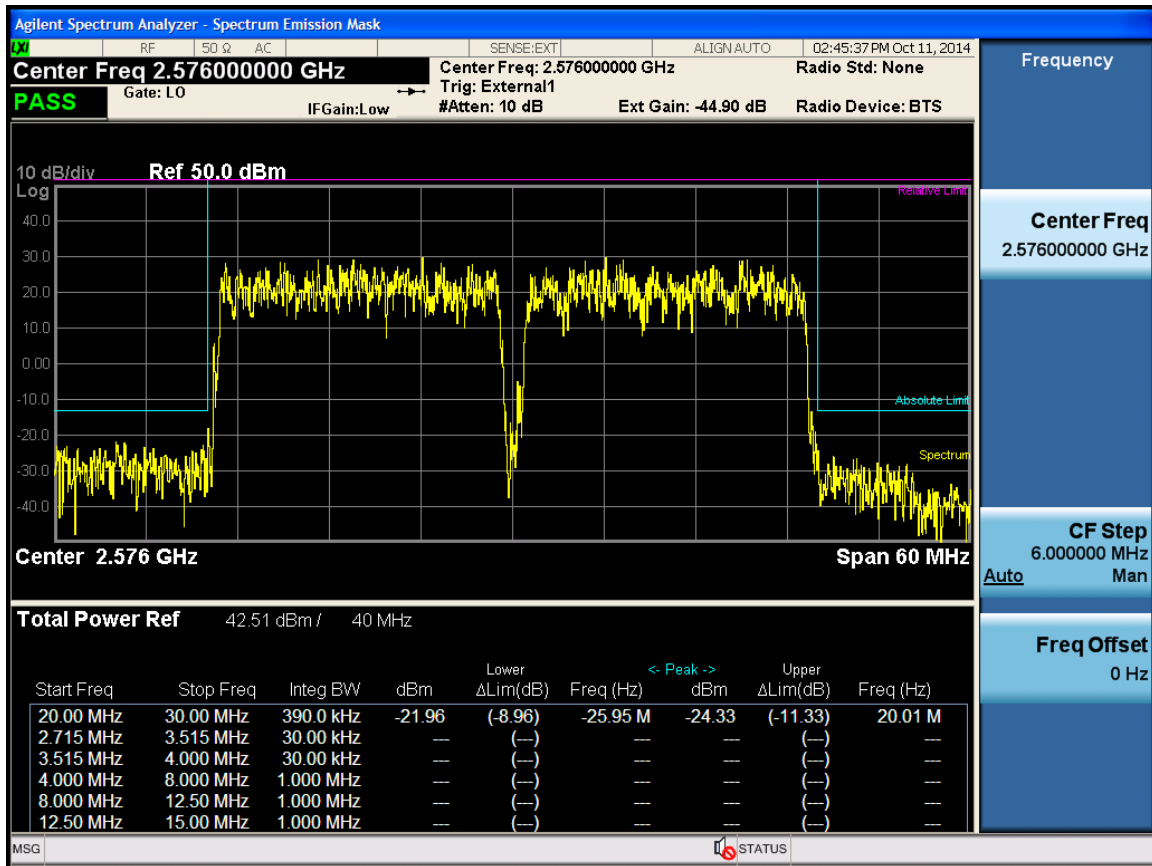 Agilent Spectrum Analyzer - Spectrum Emission Mask
LXI RF 50 Ω AC SENSE:EXT ALIGN AUTO 02:45:37 PM Oct 11, 2014
Center Freq 2.576000000 GHz Center Freq: 2.576000000 GHz Radio Std: None
PASS Gate: LO Trig: External1
IFGain:Low #Atten: 10 dB Ext Gain: -44.90 dB Radio Device: BTS
10 dB/div Ref 50.0 dBm
Log
Relative Limit
40.0
30.0
20.0
10.0
0.00
-10.0
Absolute Limit
-20.0
Spectrum
-30.0
-40.0
Center 2.576 GHz Span 60 MHz
Total Power Ref 42.51 dBm / 40 MHz
Lower <- Peak -> Upper
Start Freq Stop Freq Integ BW dBm ΔLim(dB) Freq (Hz) dBm ΔLim(dB) Freq (Hz)
20.00 MHz 30.00 MHz 390.0 kHz -21.96 (-8.96) -25.95 M -24.33 (-11.33) 20.01 M
2.715 MHz 3.515 MHz 30.00 kHz --- (---) --- --- (---) ---
3.515 MHz 4.000 MHz 30.00 kHz --- (---) --- --- (---) ---
4.000 MHz 8.000 MHz 1.000 MHz --- (---) --- --- (---) ---
8.000 MHz 12.50 MHz 1.000 MHz --- (---) --- --- (---) ---
12.50 MHz 15.00 MHz 1.000 MHz --- (---) --- --- (---) ---
MSG STATUS
Frequency
Center Freq
2.576000000 GHz
CF Step
6.000000 MHz
Auto Man
Freq Offset
0 Hz